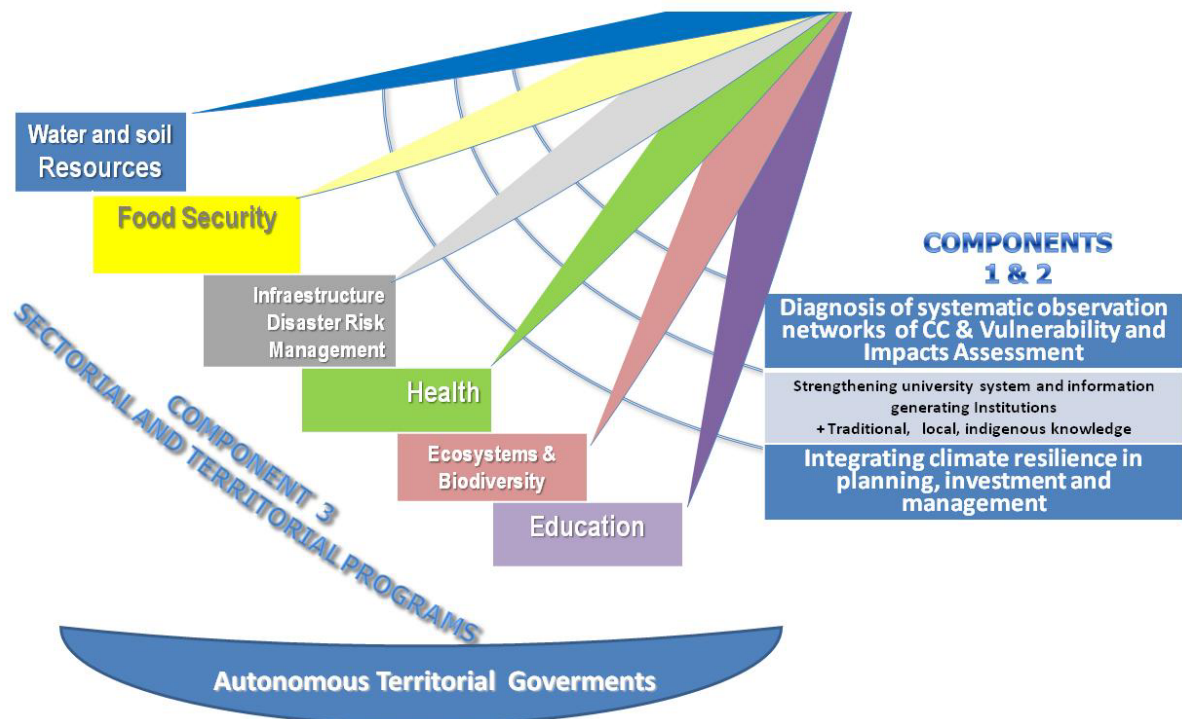 Water and soil
Resources
Food Security
Infraestructure
Disaster Risk
Management
Health
Ecosystems &
Biodiversity
Education
COMPONENT 3
SECTORIAL AND TERRITORIAL PROGRAMS
COMPONENTS
1 & 2
Diagnosis of systematic observation
networks of CC & Vulnerability and
Impacts Assessment
Strengthening university system and information
generating Institutions
+ Traditional, local, indigenous knowledge
Integrating climate resilience in
planning, investment and
management
Autonomous Territorial Goverments